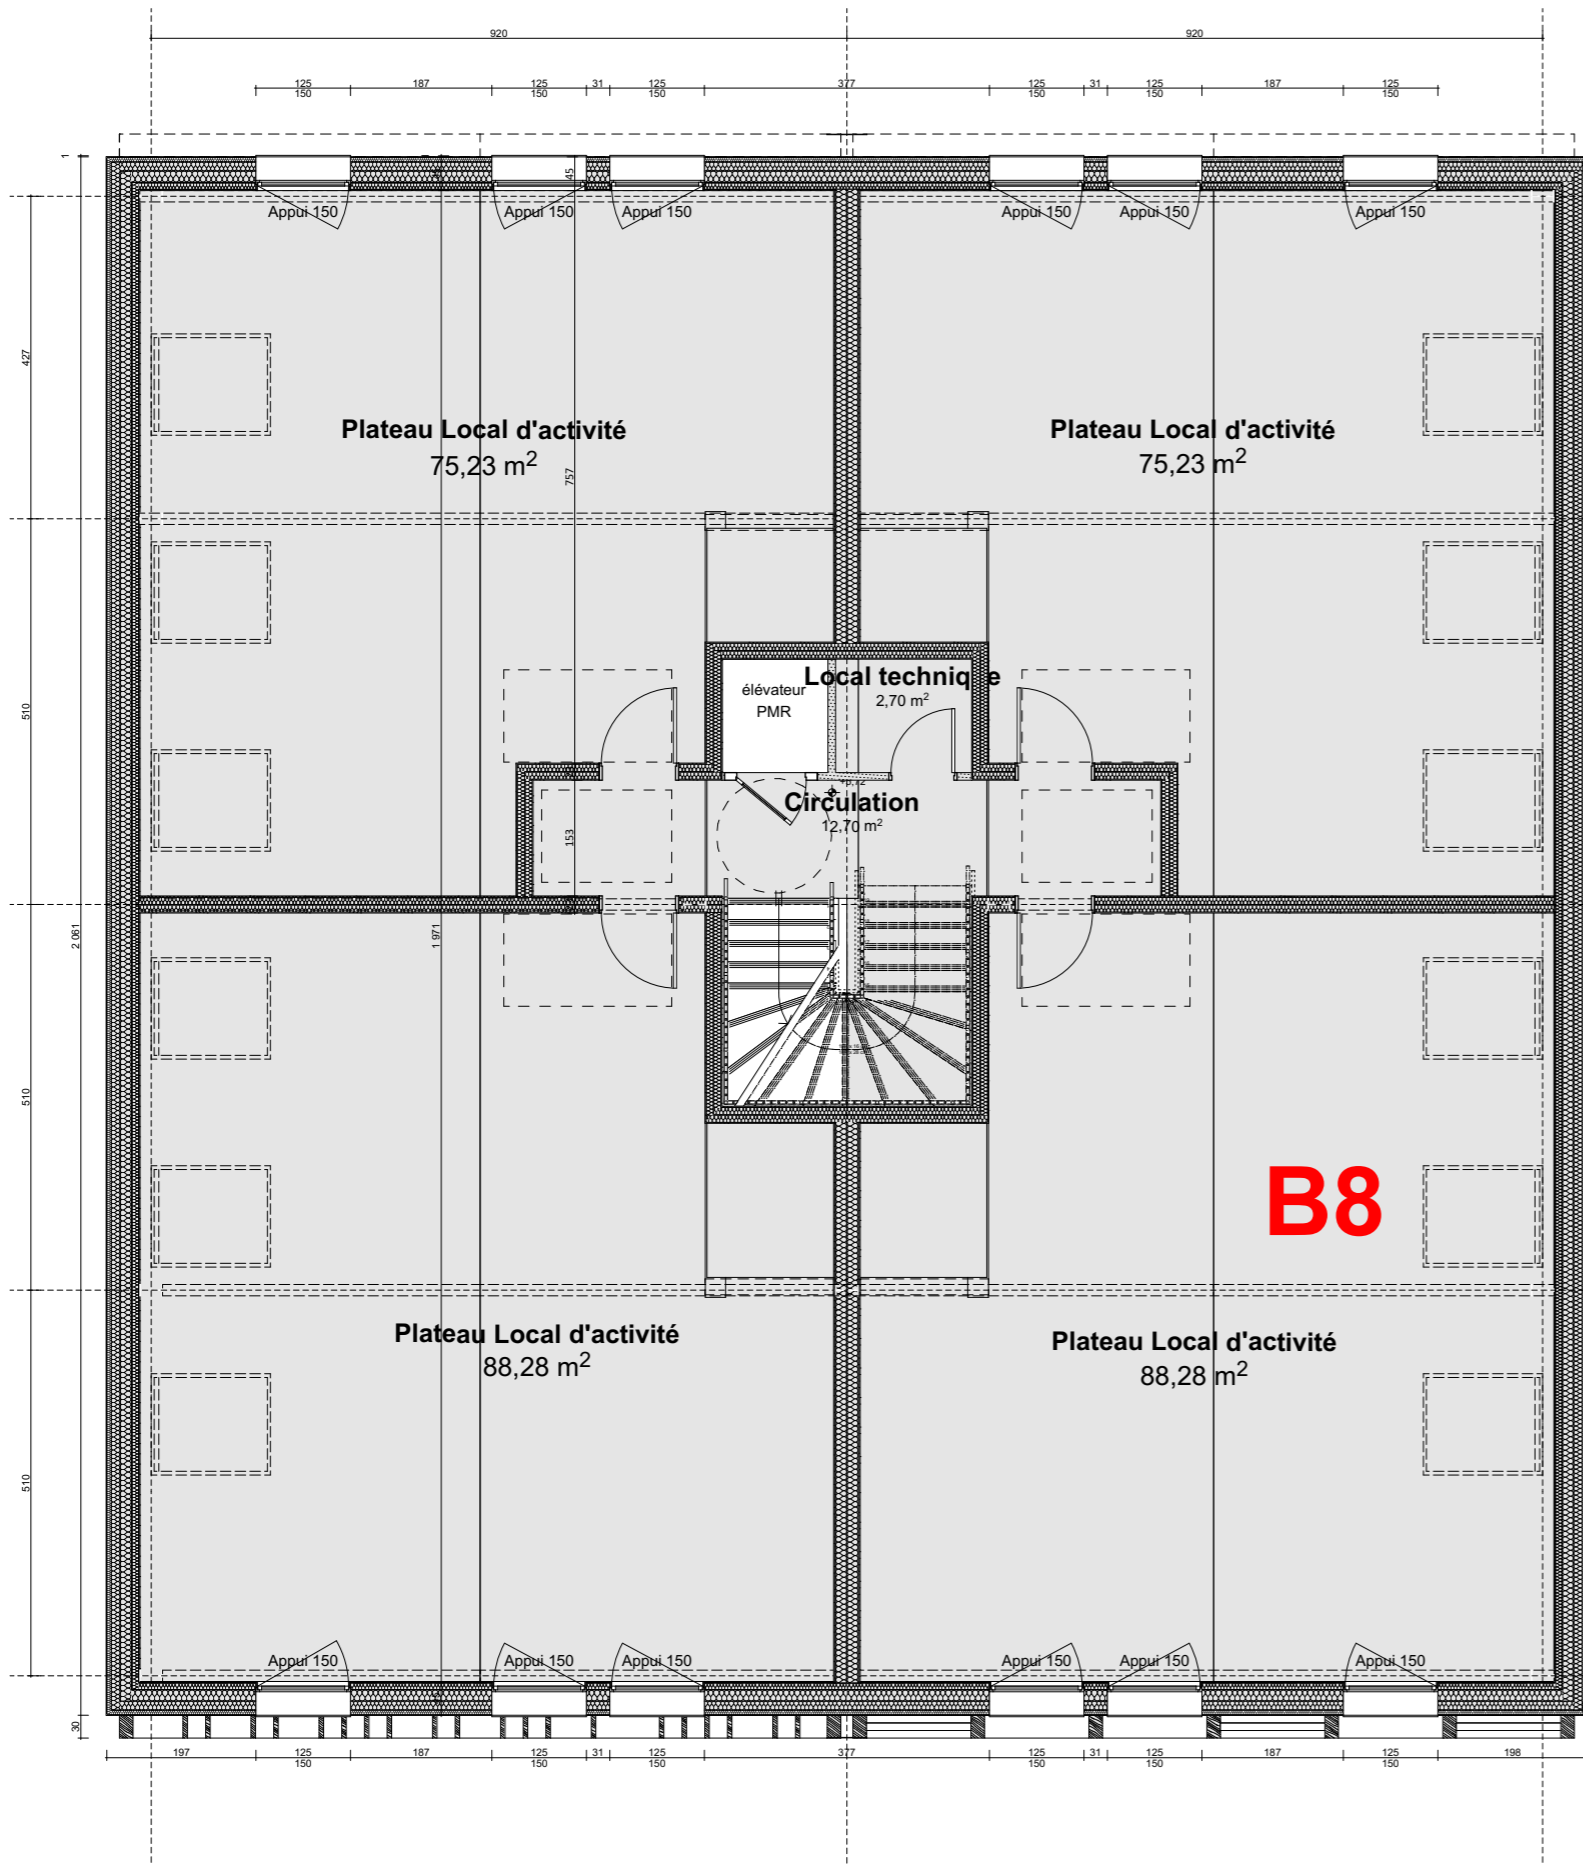 920 920
125 187 125 31 125 377 125 31 125 187 125
150 150 150 150 150 150
1
45
Appui 150 Appui 150 Appui 150 Appui 150 Appui 150 Appui 150
427
Plateau Local d'activité
75,23 m²
Plateau Local d'activité
75,23 m²
757
510
élévateur
PMR
Local technique
2,70 m²
Circulation
12,70 m²
153
2 061
1 971
510
B8
Plateau Local d'activité
88,28 m²
Plateau Local d'activité
88,28 m²
510
Appui 150 Appui 150 Appui 150 Appui 150 Appui 150 Appui 150
30
197 125 187 125 31 125 377 125 31 125 187 125 198
150 150 150 150 150 150